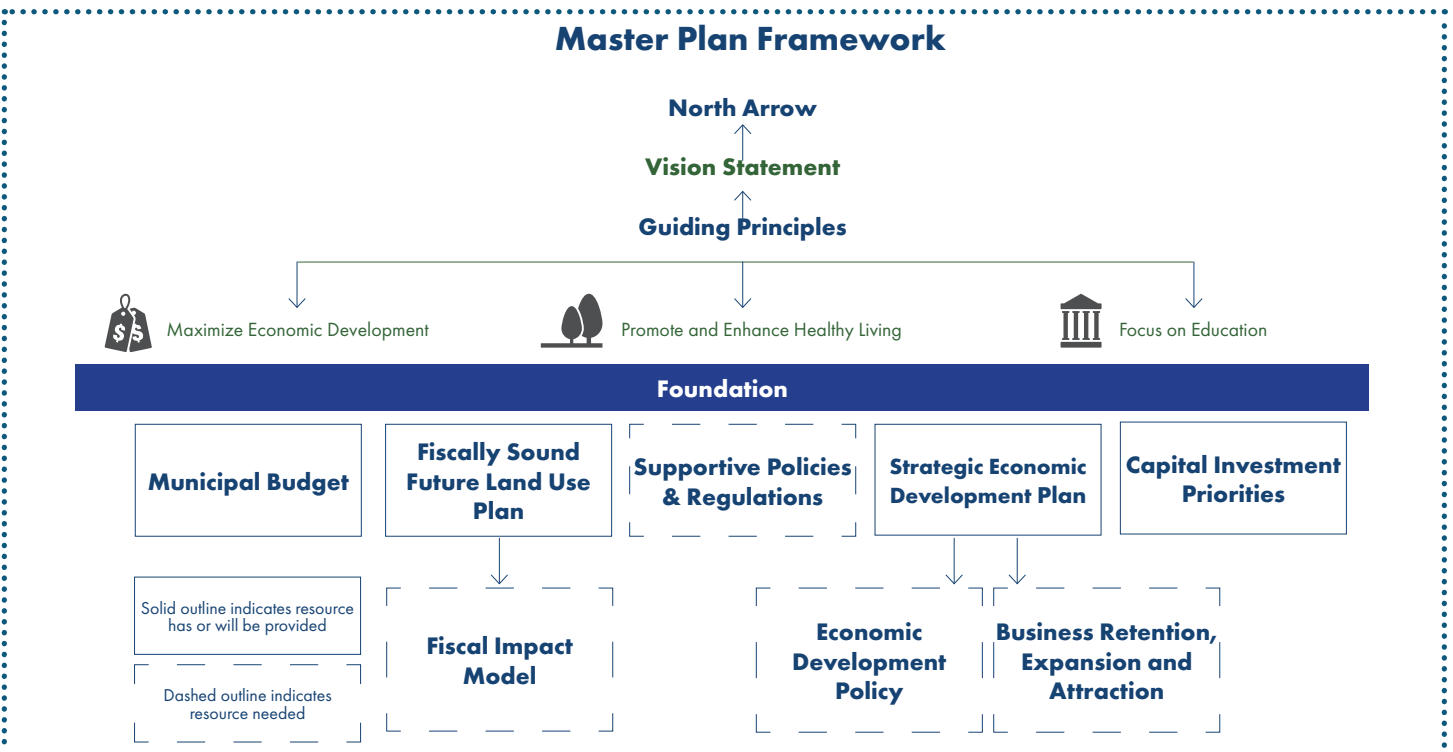 Master Plan Framework
North Arrow
Vision Statement
Guiding Principles
$ $
Maximize Economic Development
Promote and Enhance Healthy Living
Focus on Education
Foundation
Municipal Budget
Fiscally Sound
Future Land Use
Plan
Supportive Policies
& Regulations
Strategic Economic
Development Plan
Capital Investment
Priorities
Solid outline indicates resource
has or will be provided
Dashed outline indicates
resource needed
Fiscal Impact
Model
Economic
Development
Policy
Business Retention,
Expansion and
Attraction